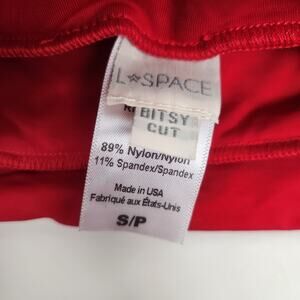 L*SPACE
BITSY
CUT
89% Nylon/Nylon
11% Spandex/Spandex
Made in USA
Fabriqué aux États-Unis
S/P